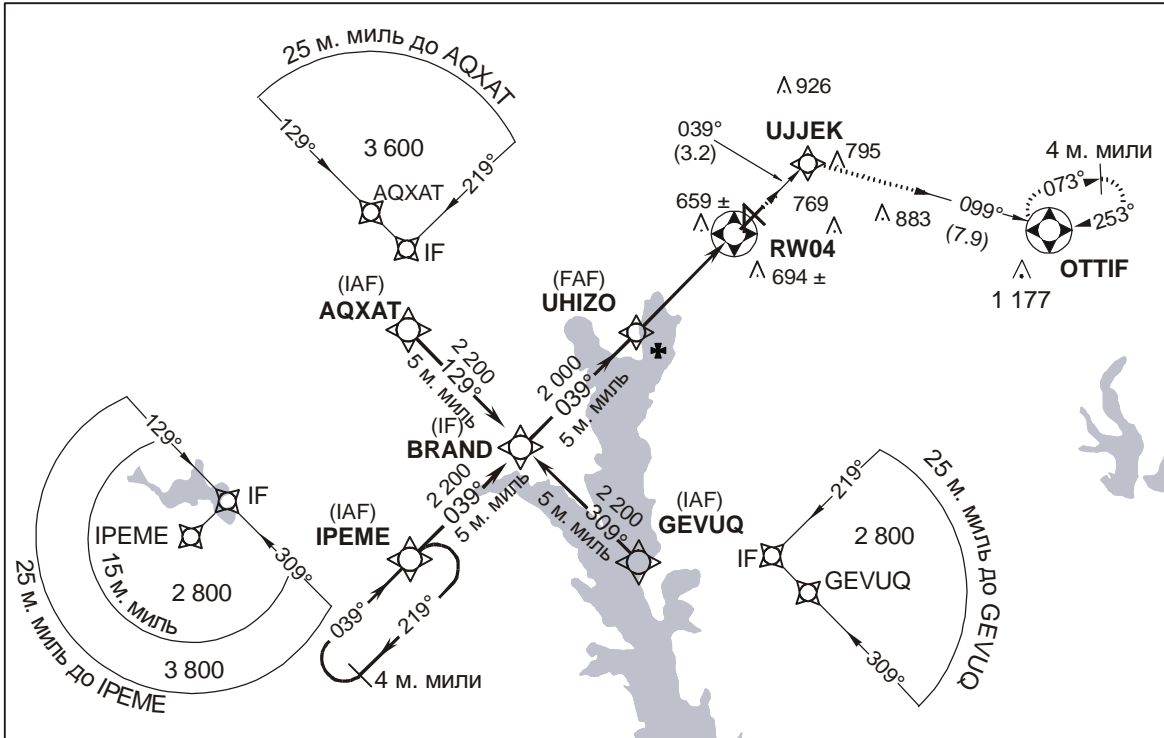 25 м. миль до AQXAT
129°
3 600
219°
AQXAT
IF
926
UJJEK
039°
(3.2)
795
4 м. мили
073°
253°
659 ±
769
883
099°
(7.9)
RW04
694 ±
OTTIF
1 177
(FAF)
UHIZO
(IAF)
AQXAT
2 200
129°
5 м. миль
2 000
039°
5 м. миль
(IF)
BRAND
129°
IF
IPEME
309°
2 800
15 м. миль
3 800
25 м. миль до IPEME
(IAF)
IPEME
2 200
039°
5 м. миль
2 200
309°
5 м. миль
(IAF)
GEVUQ
039°
219°
4 м. мили
25 м. миль до GEVUQ
219°
2 800
IF
GEVUQ
309°